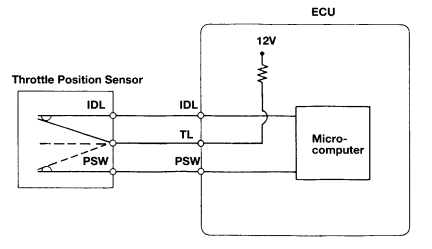 ECU
12V
Throttle Position Sensor
IDL IDL
TL
Micro-
computer
PSW PSW